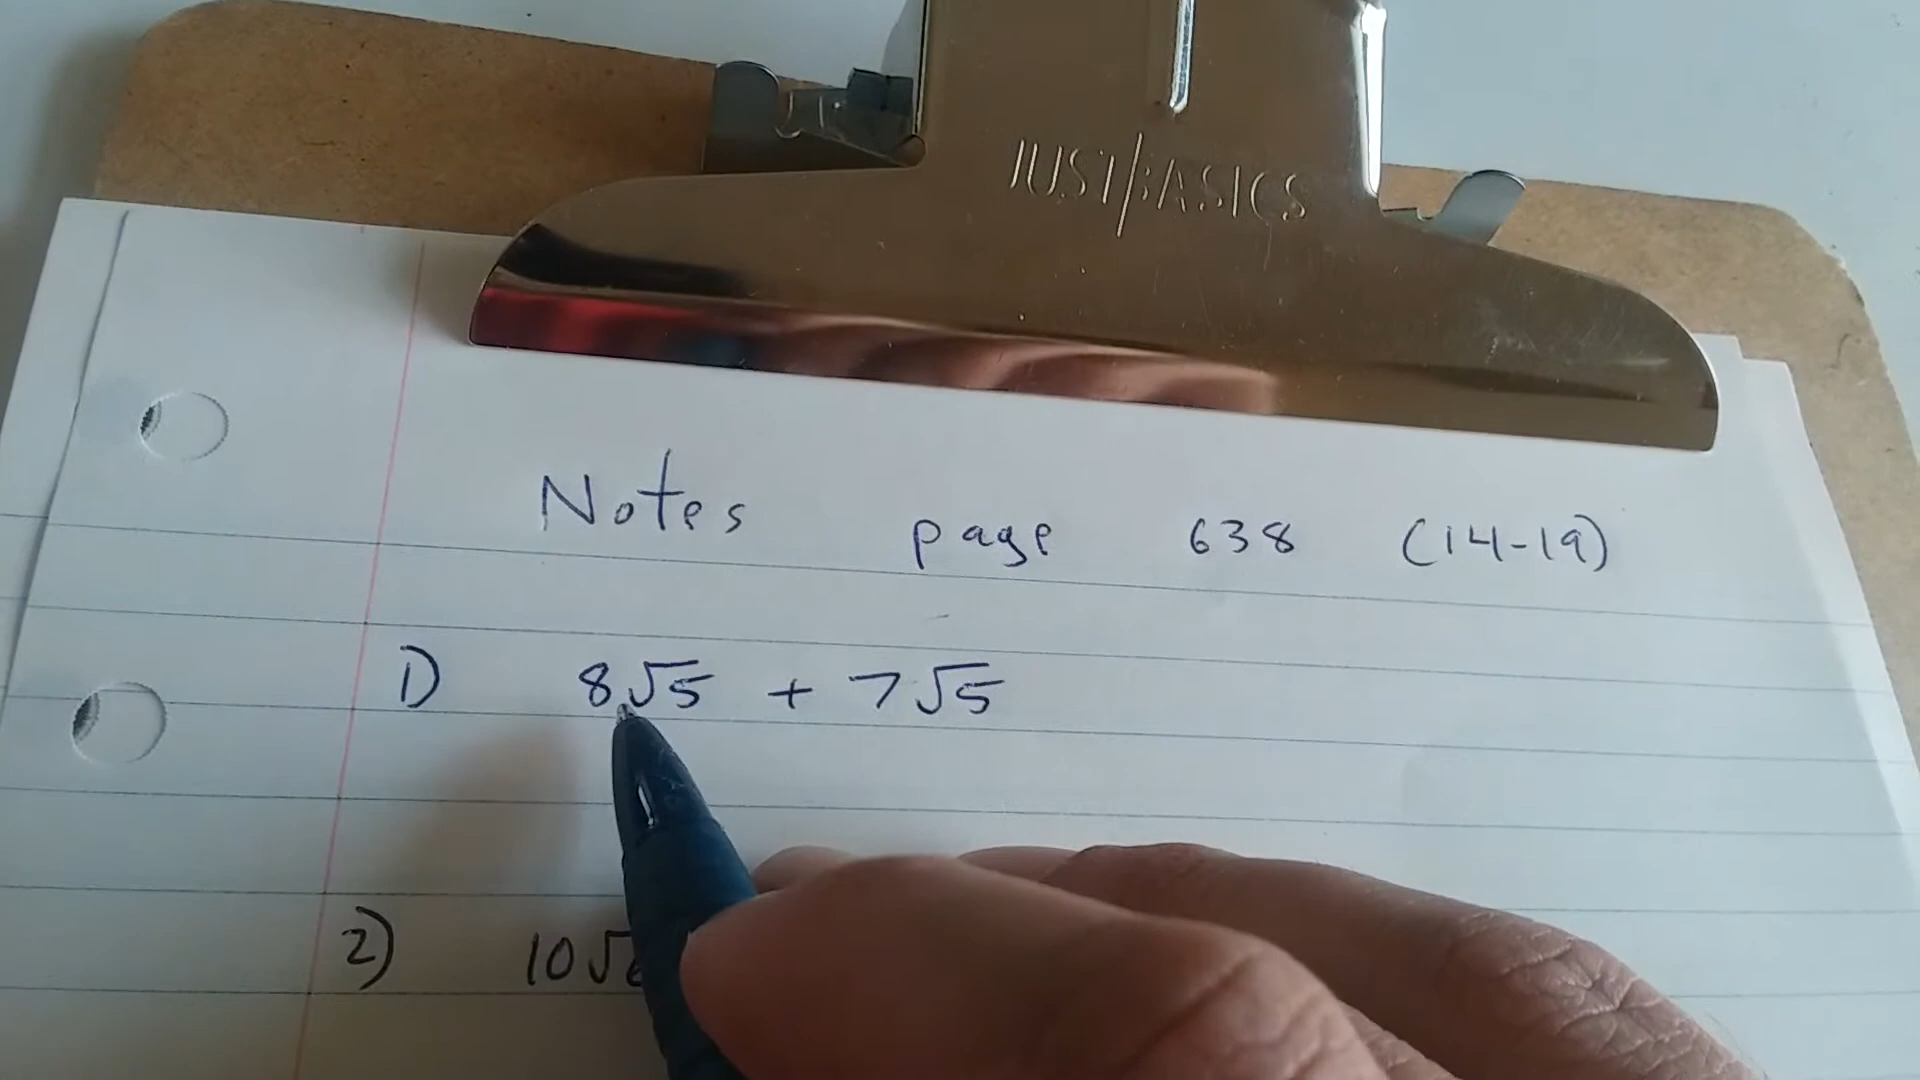 JUST/BASICS
Notes page 638 (14-19)
1) 8√5 + 7√5
2) 10√